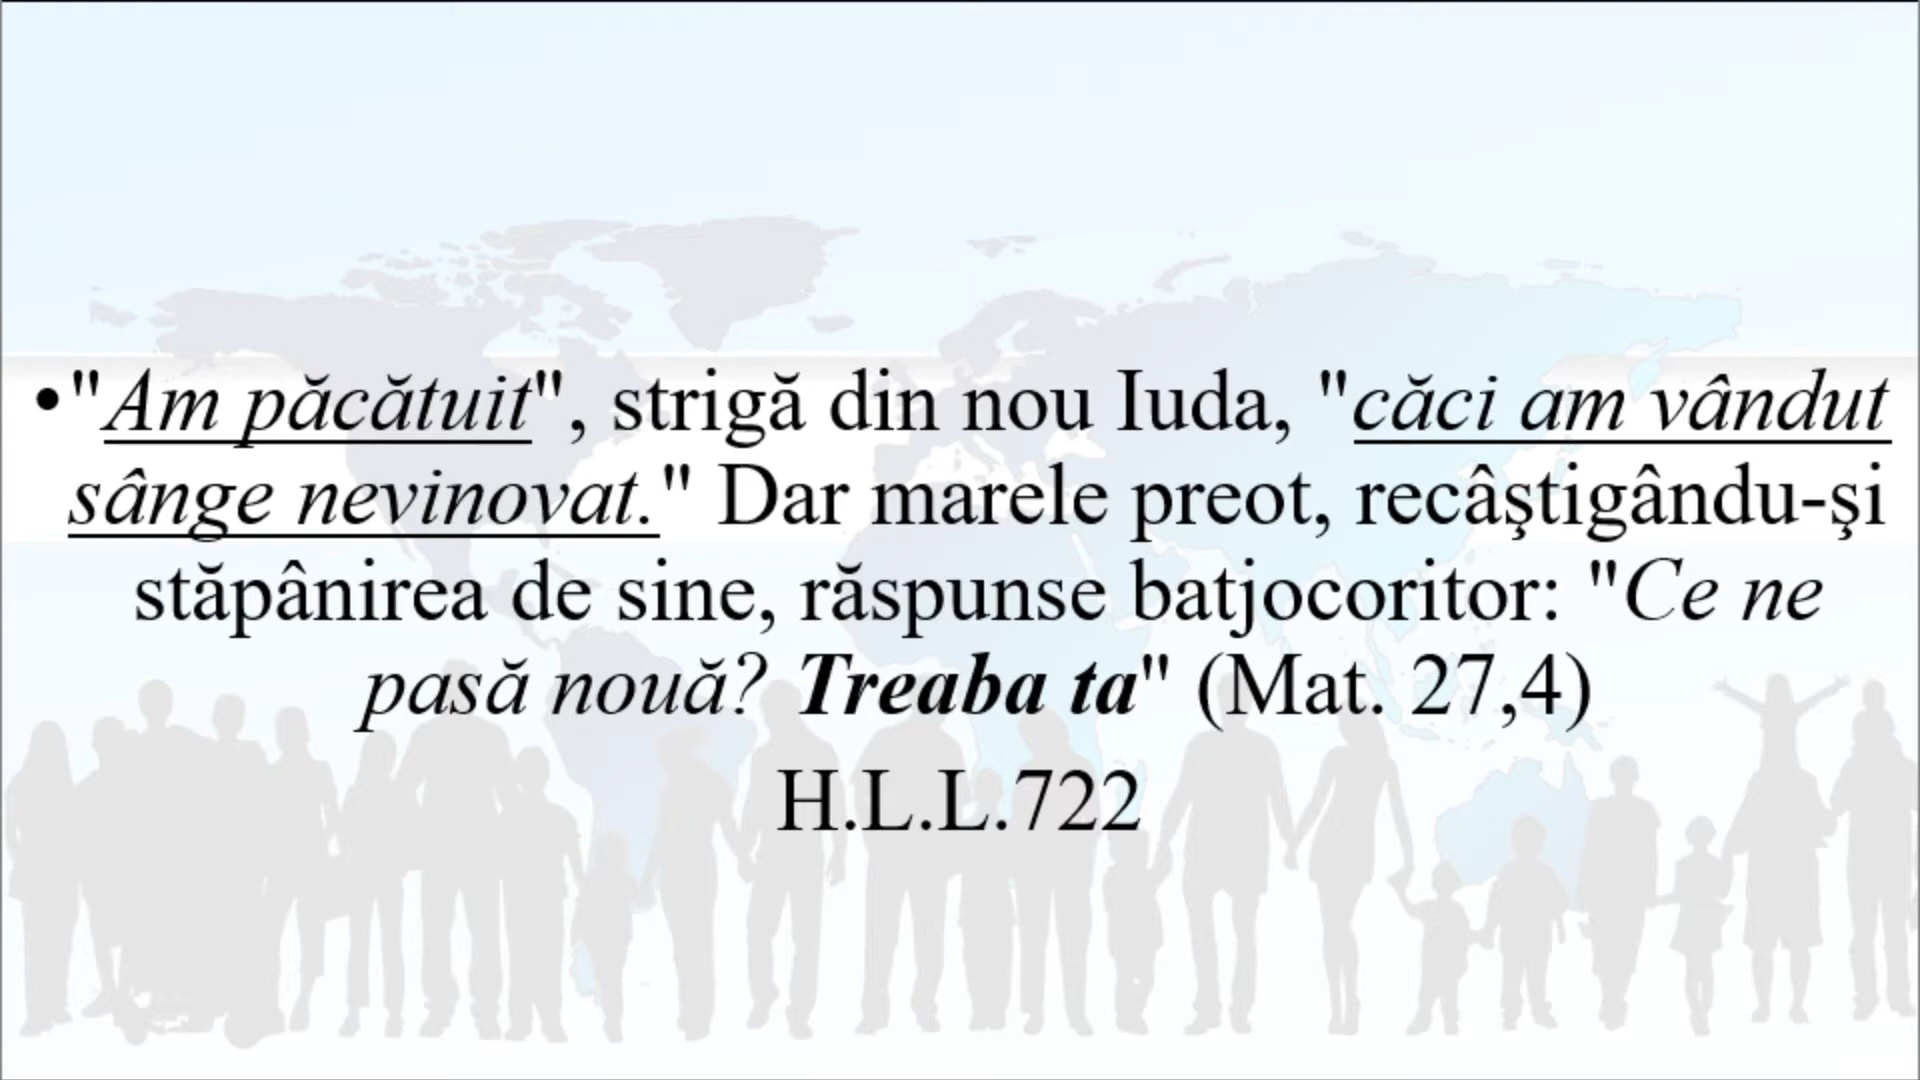 •"Am păcătuit", strigă din nou Iuda, "căci am vândut
sânge nevinovat." Dar marele preot, recâştigându-şi
stăpânirea de sine, răspunse batjocoritor: "Ce ne
pasă nouă? Treaba ta" (Mat. 27,4)
H.L.L.722